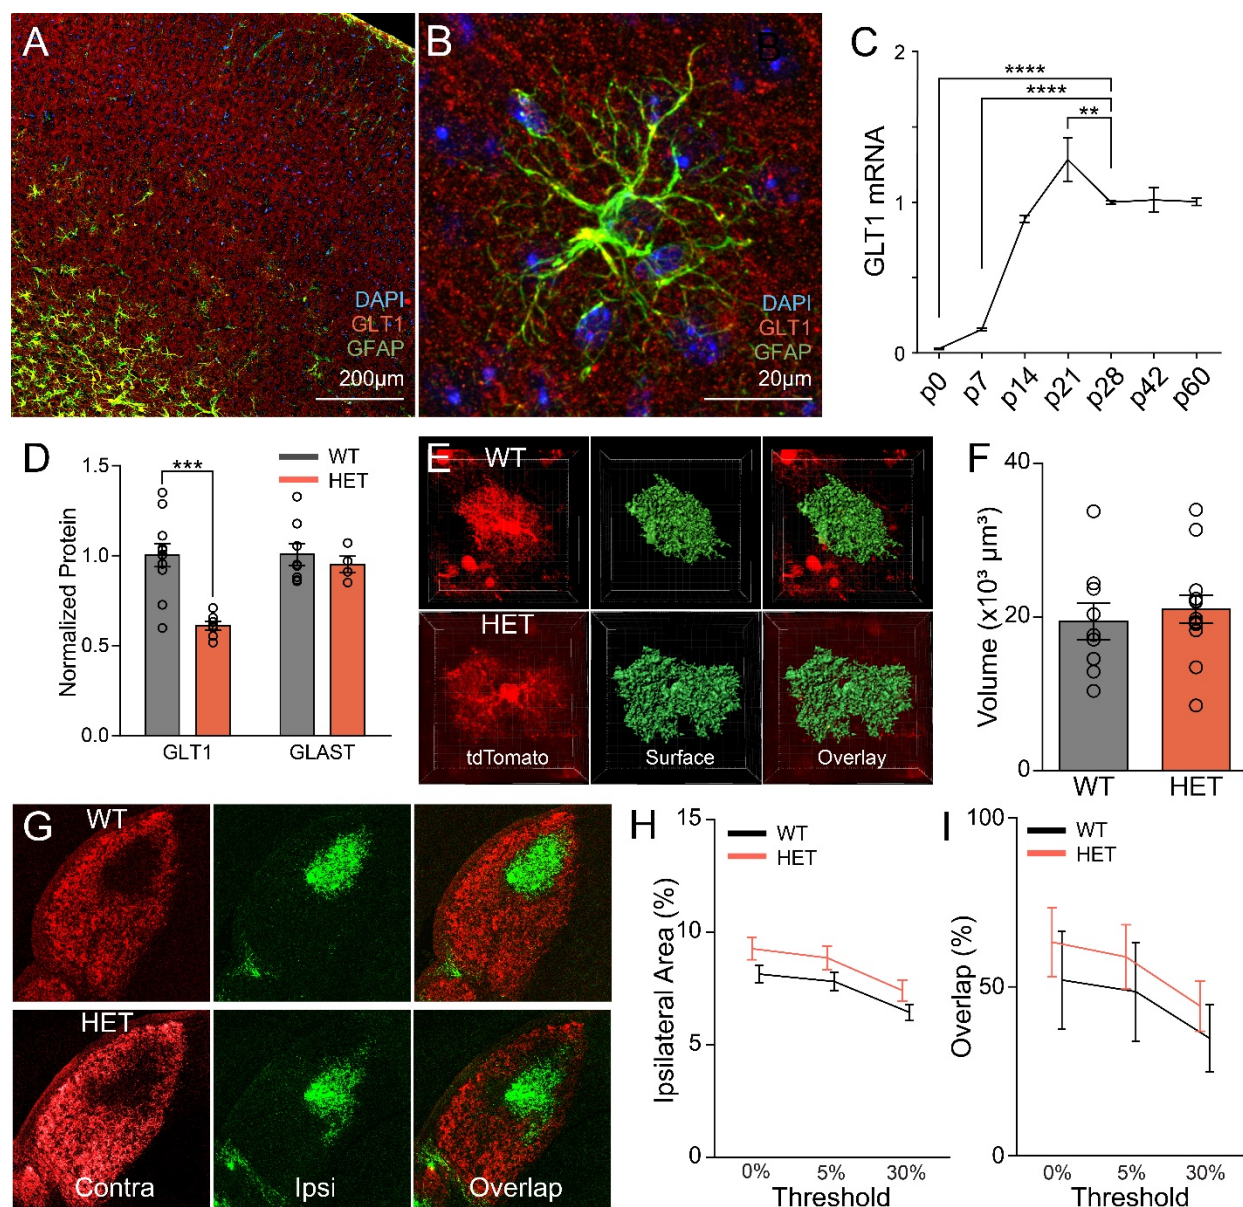 A
DAPI
GLT1
GFAP
200µm
B
B
DAPI
GLT1
GFAP
20µm
C
GLT1 mRNA
2
1
0
****
****
**
p0
p7
p14
p21
p28
p42
p60
D
Normalized Protein
1.5
1.0
0.5
0.0
***
WT
HET
GLT1
GLAST
E
WT
HET
tdTomato
Surface
Overlay
F
Volume (x10³ µm³)
40
20
0
WT
HET
G
WT
HET
Contra
Ipsi
Overlap
H
Ipsilateral Area (%)
15
10
5
0
WT
HET
0%
5%
30%
Threshold
I
Overlap (%)
100
50
0
WT
HET
0%
5%
30%
Threshold